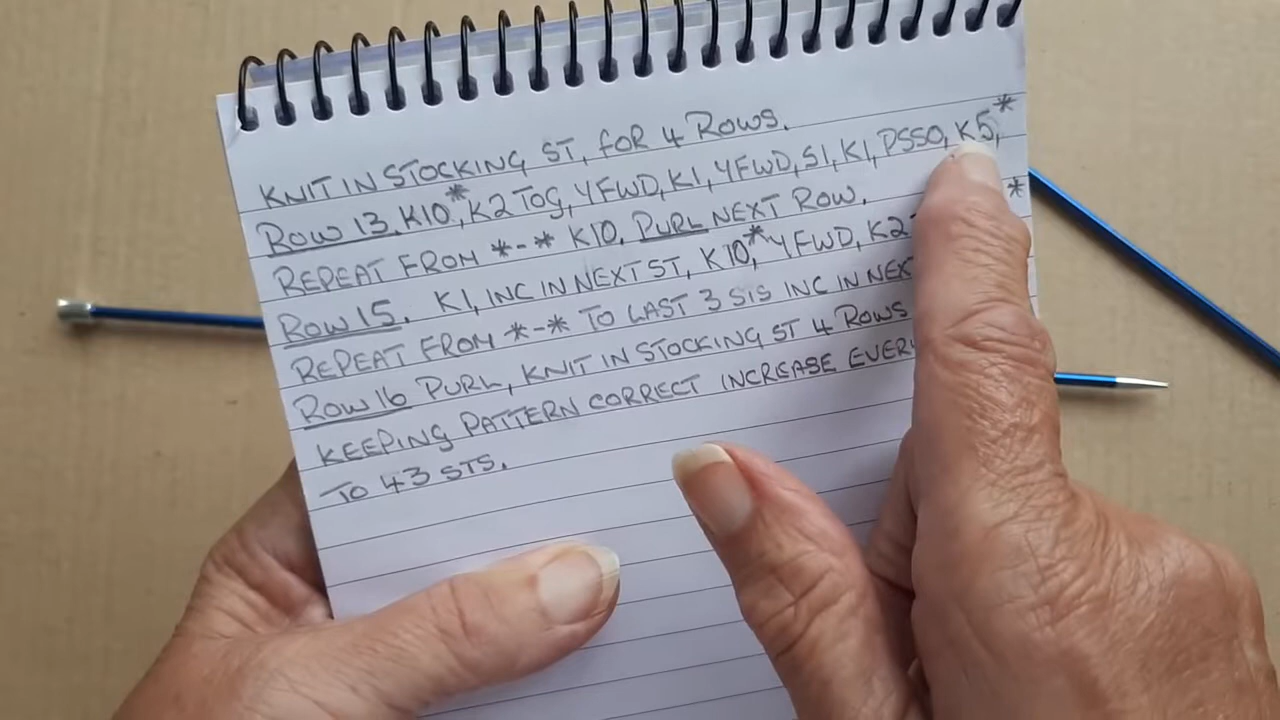 KNIT IN STOCKING ST, FOR 4 ROWS.
ROW 13. K10*, K2 TOG, YFWD, K1, YFWD, S1, K1, PSSO, K5,*
REPEAT FROM *-* K10. PURL NEXT ROW.
ROW 15. K1, INC IN NEXT ST, K10,* YFWD, K2 *
REPEAT FROM *-* TO LAST 3 STS INC IN
ROW 16 PURL, KNIT IN STOCKING ST 4 ROWS
KEEPING PATTERN CORRECT INCREASE
TO 43 STS.